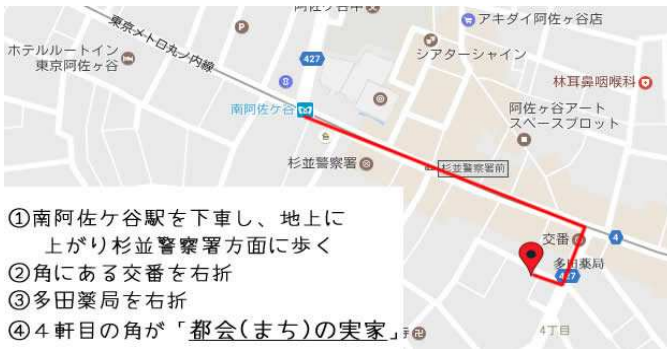 阿佐ケ谷中
アキダイ阿佐ヶ谷店
東京メトロ丸ノ内線
P
シアターシャイン
ホテルルートイン
東京阿佐ヶ谷
427
林耳鼻咽喉科
南阿佐ケ谷
阿佐ヶ谷アート
スペースプロット
杉並警察署
杉並警察署前
交番
4
多田薬局
427
4丁目
①南阿佐ケ谷駅を下車し、地上に
上がり杉並警察署方面に歩く
②角にある交番を右折
③多田薬局を右折
④４軒目の角が「都会(まち)の実家」